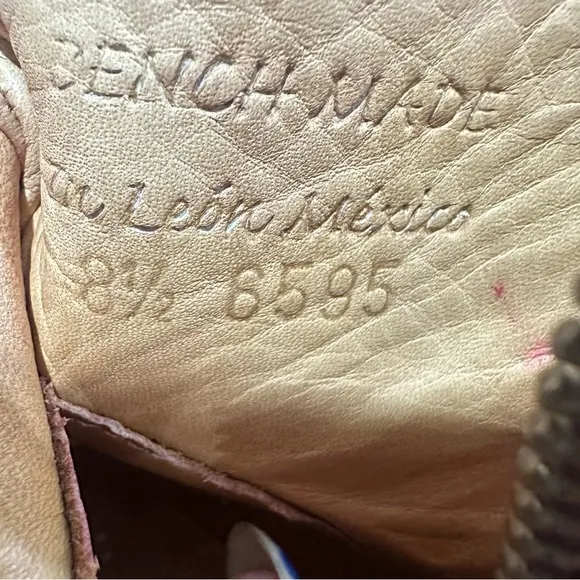 BENCH MADE
in León México
8½ 6595